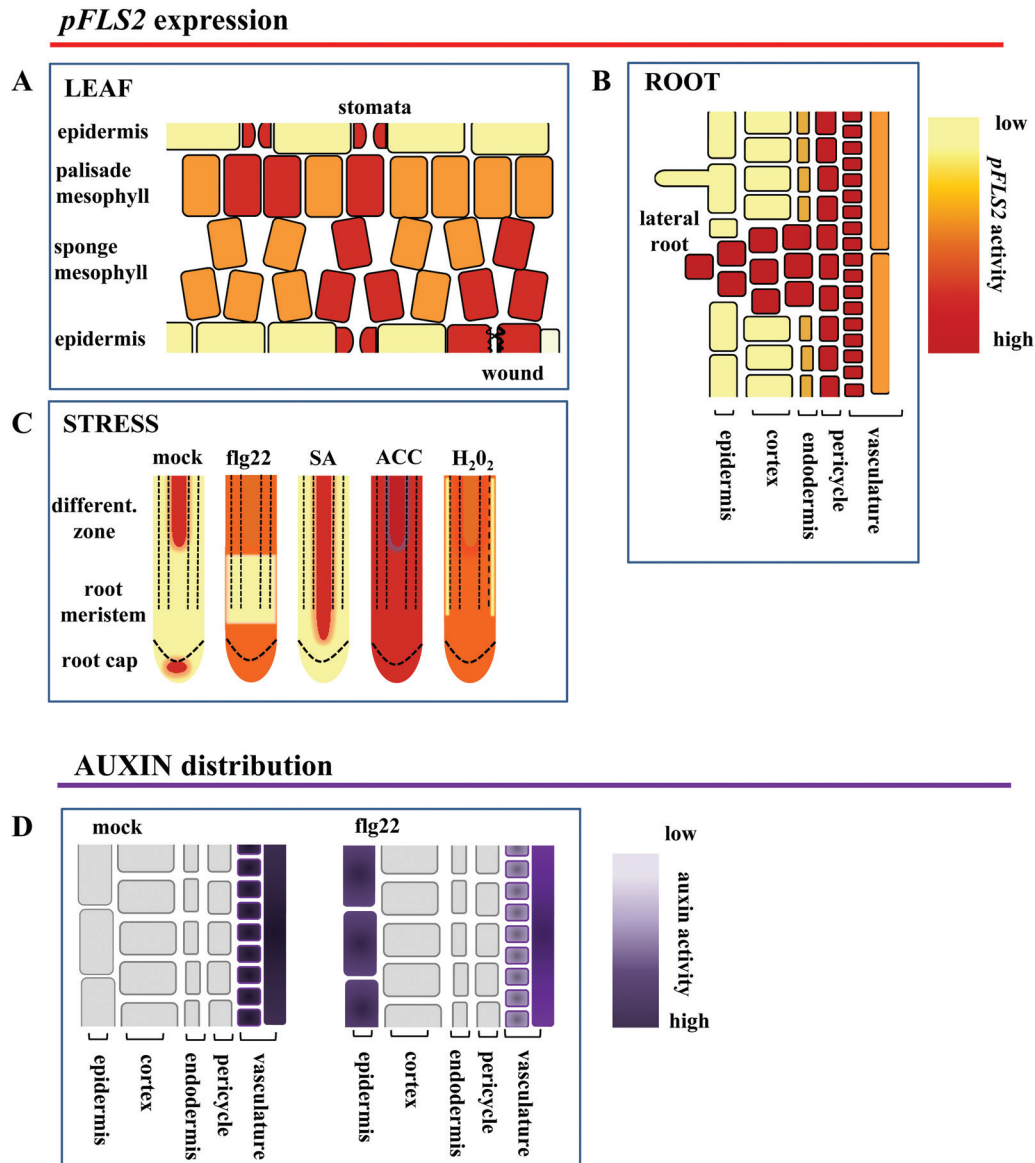 pFLS2 expression
A
LEAF
stomata
epidermis
palisade
mesophyll
sponge
mesophyll
epidermis
wound
B
ROOT
lateral
root
epidermis
cortex
endodermis
pericycle
vasculature
low
pFLS2 activity
high
C
STRESS
mock
flg22
SA
ACC
H₂0₂
different.
zone
root
meristem
root cap
AUXIN distribution
D
mock
epidermis
cortex
endodermis
pericycle
vasculature
flg22
epidermis
cortex
endodermis
pericycle
vasculature
low
auxin activity
high